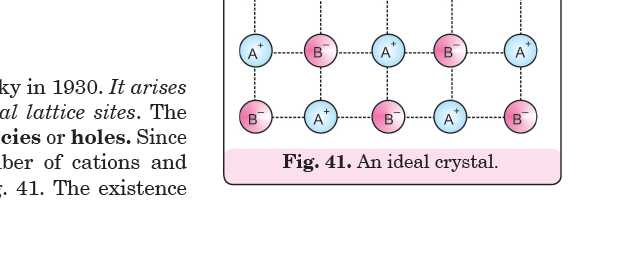 ky in 1930. It arises
al lattice sites. The
cies or holes. Since
ber of cations and
. 41. The existence
A+ B− A+ B− A+
B− A+ B− A+ B−
Fig. 41. An ideal crystal.